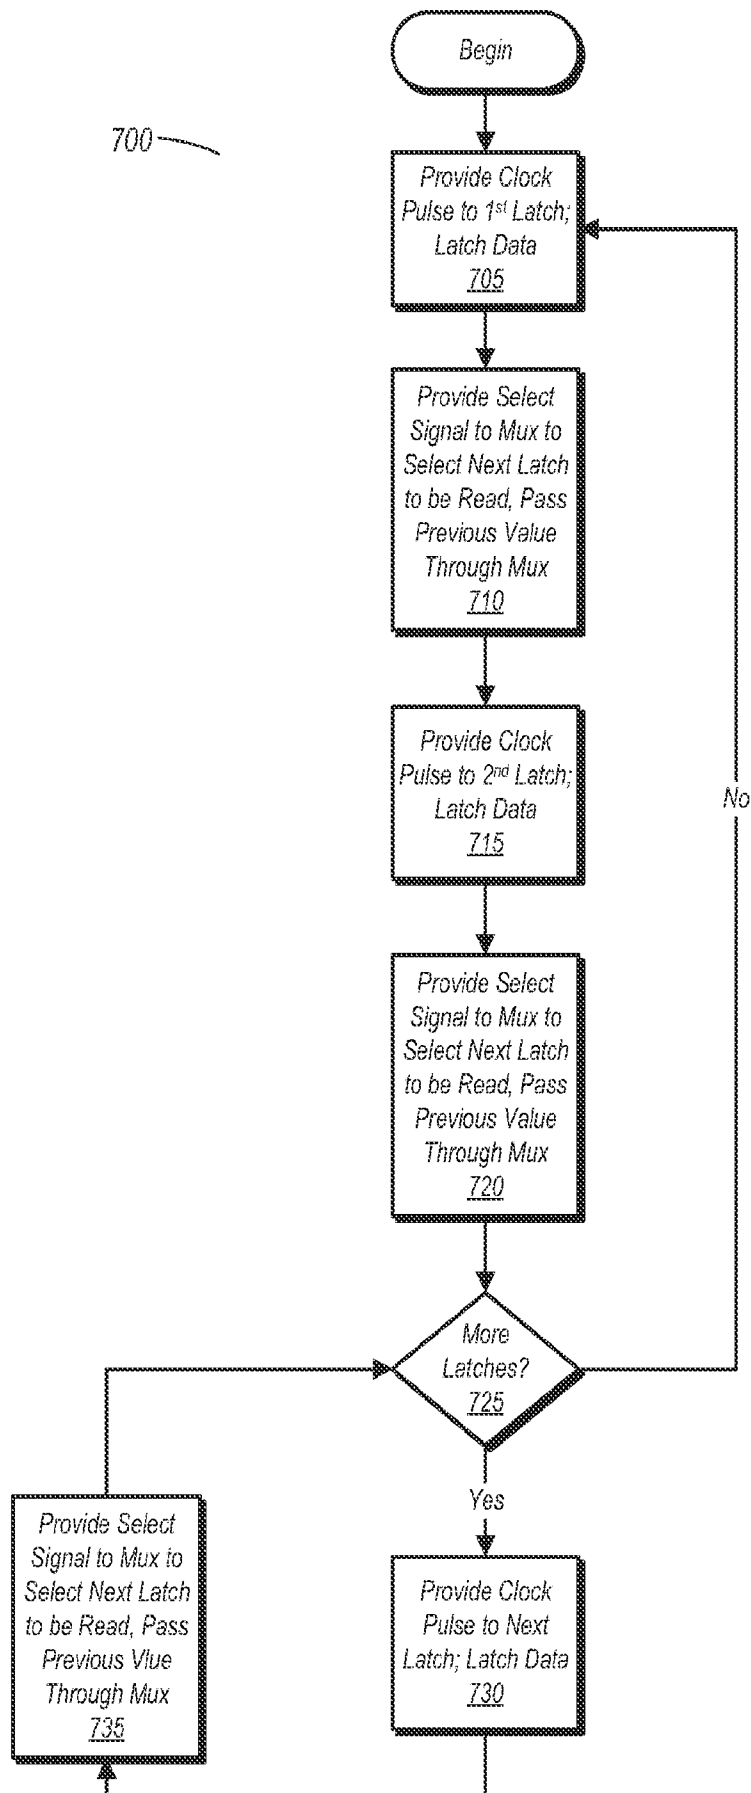 Begin
700
Provide Clock
Pulse to 1st Latch;
Latch Data
705
Provide Select
Signal to Mux to
Select Next Latch
to be Read, Pass
Previous Value
Through Mux
710
Provide Clock
Pulse to 2nd Latch;
Latch Data
715
No
Provide Select
Signal to Mux to
Select Next Latch
to be Read, Pass
Previous Value
Through Mux
720
More
Latches?
725
Yes
Provide Clock
Pulse to Next
Latch; Latch Data
730
Provide Select
Signal to Mux to
Select Next Latch
to be Read, Pass
Previous Vlue
Through Mux
735